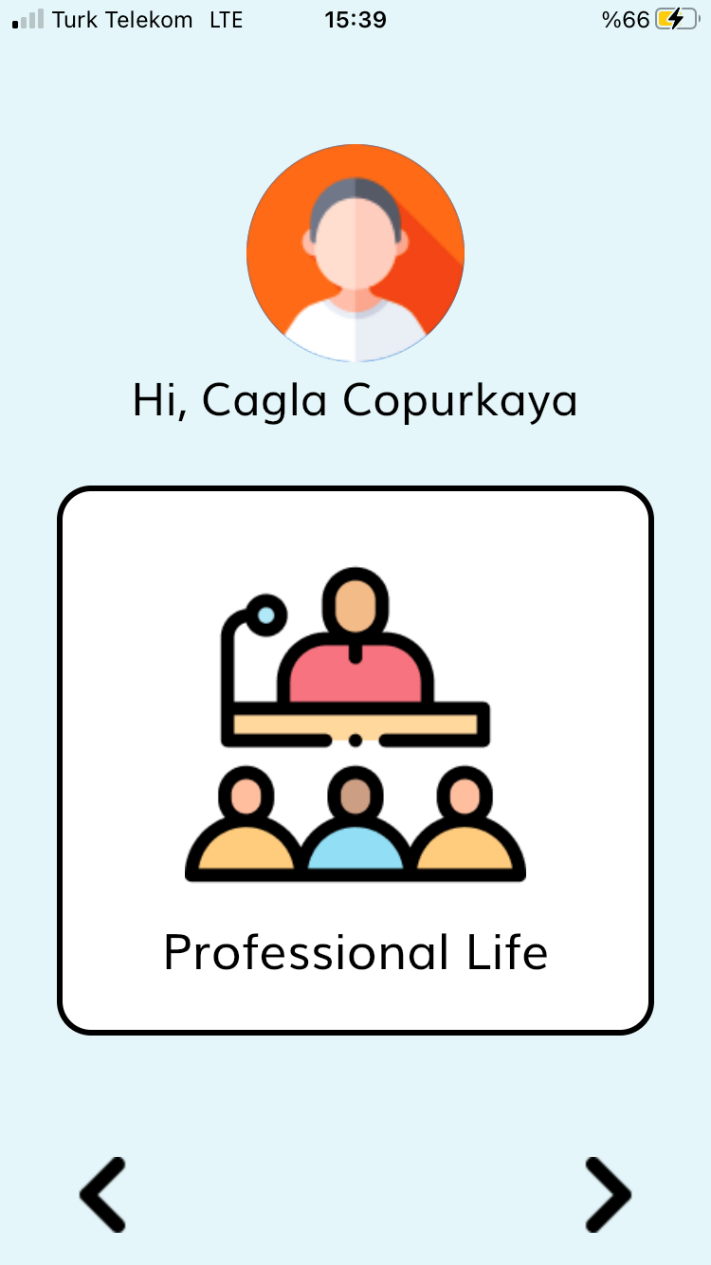 Turk Telekom LTE 15:39 %66
Hi, Cagla Copurkaya
Professional Life